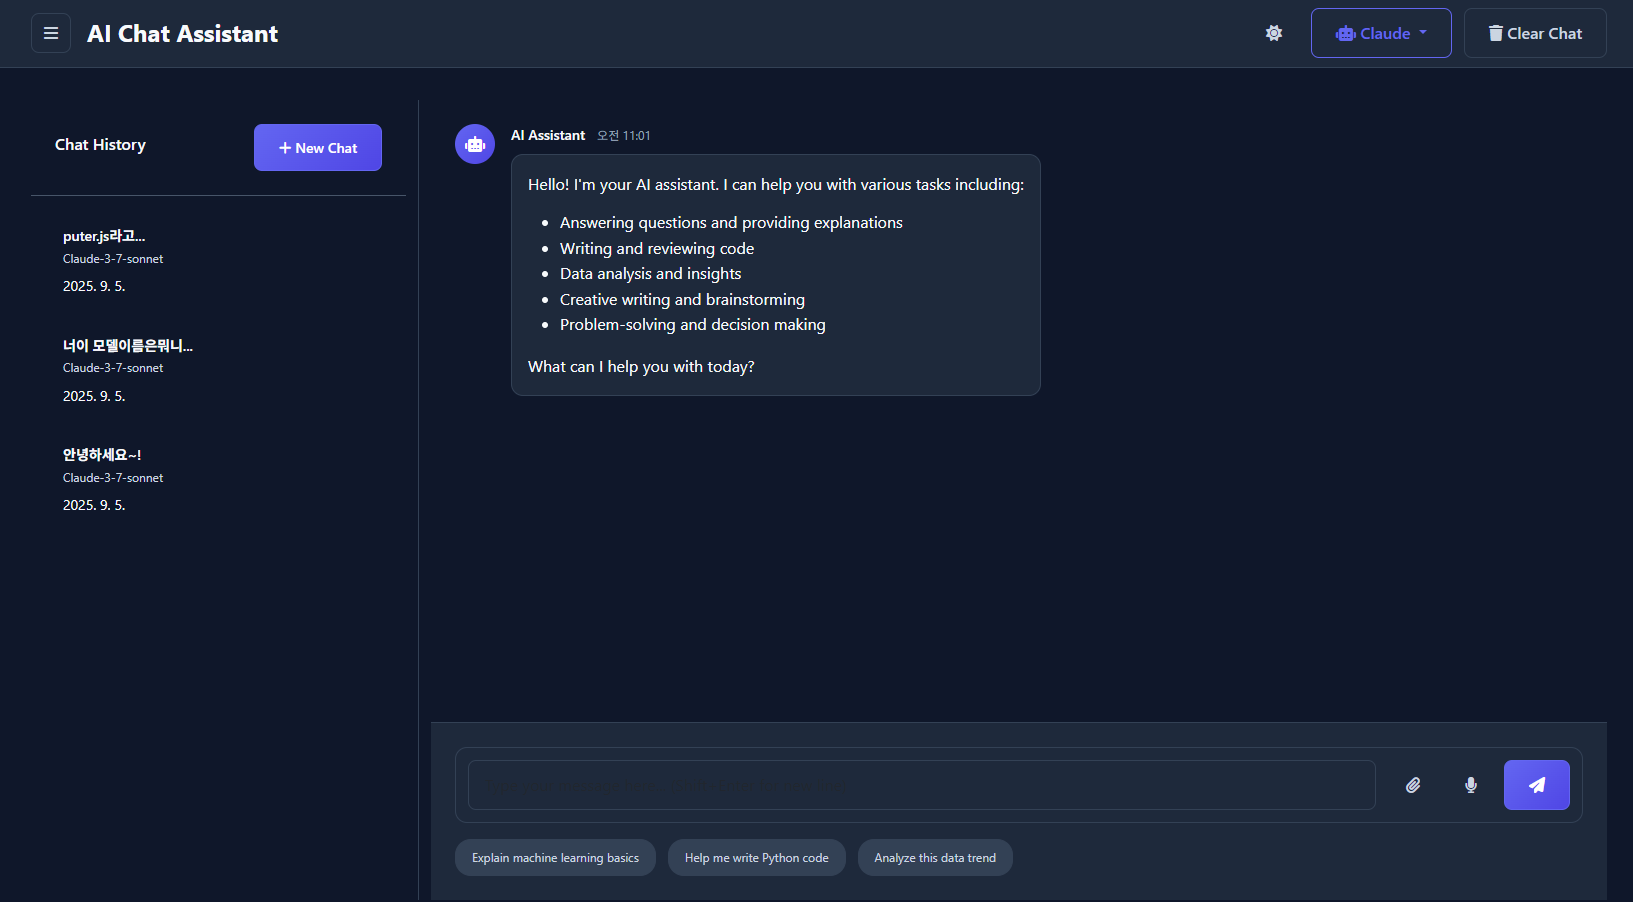 AI Chat Assistant
Claude
Clear Chat
Chat History
New Chat
puter.js라고...
Claude-3-7-sonnet
2025. 9. 5.
너이 모델이름은뭐니...
Claude-3-7-sonnet
2025. 9. 5.
안녕하세요~!
Claude-3-7-sonnet
2025. 9. 5.
AI Assistant 오전 11:01
Hello! I'm your AI assistant. I can help you with various tasks including:
• Answering questions and providing explanations
• Writing and reviewing code
• Data analysis and insights
• Creative writing and brainstorming
• Problem-solving and decision making
What can I help you with today?
Explain machine learning basics
Help me write Python code
Analyze this data trend